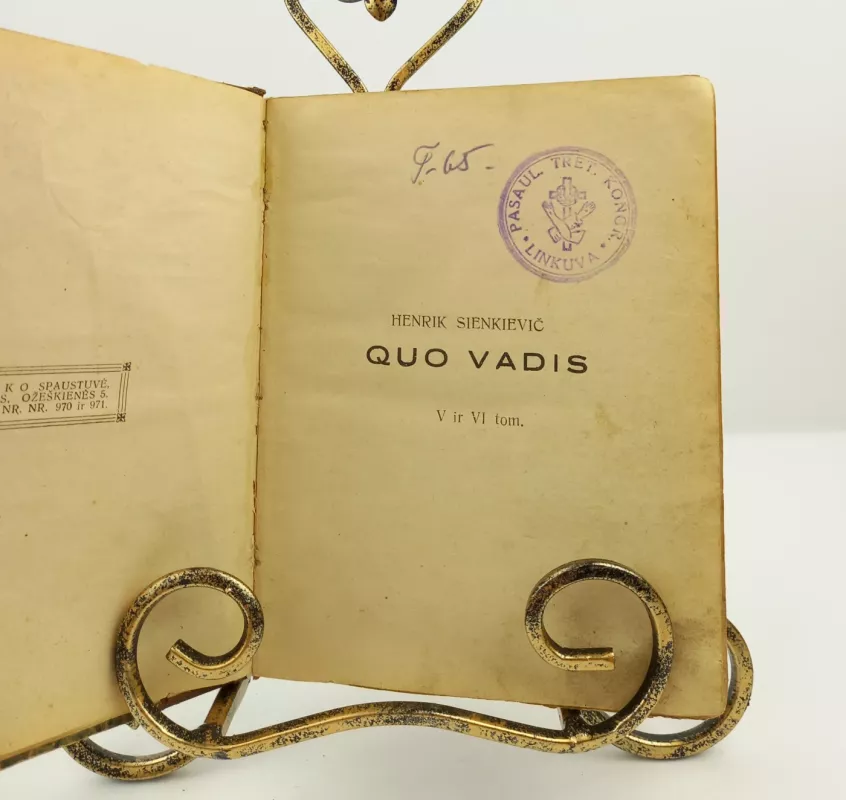 K O SPAUSTUVĖ,
S. OŽEŠKIENĖS 5.
NR. NR. 970 ir 971.
T-65-
• PASAUL. TRET. KONGR. •
LINKUVA
HENRIK SIENKIEVIČ
QUO VADIS
V ir VI tom.